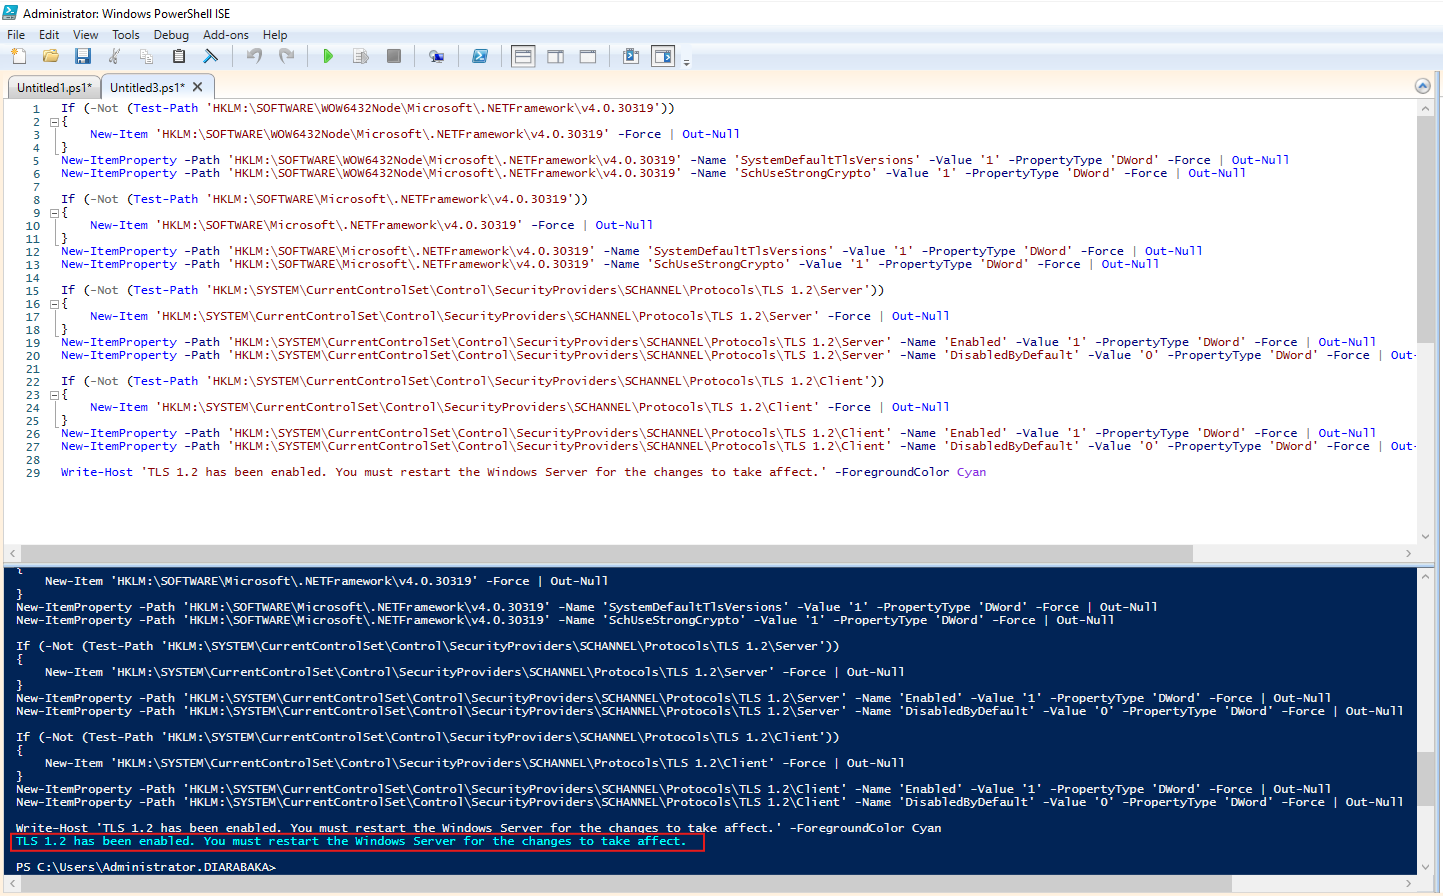 Administrator: Windows PowerShell ISE
File Edit View Tools Debug Add-ons Help
Untitled1.ps1* Untitled3.ps1* X
1 If (-Not (Test-Path 'HKLM:\SOFTWARE\WOW6432Node\Microsoft\.NETFramework\v4.0.30319'))
2 {
3 New-Item 'HKLM:\SOFTWARE\WOW6432Node\Microsoft\.NETFramework\v4.0.30319' -Force | Out-Null
4 }
5 New-ItemProperty -Path 'HKLM:\SOFTWARE\WOW6432Node\Microsoft\.NETFramework\v4.0.30319' -Name 'SystemDefaultTlsVersions' -Value '1' -PropertyType 'DWord' -Force | Out-Null
6 New-ItemProperty -Path 'HKLM:\SOFTWARE\WOW6432Node\Microsoft\.NETFramework\v4.0.30319' -Name 'SchUseStrongCrypto' -Value '1' -PropertyType 'DWord' -Force | Out-Null
7
8 If (-Not (Test-Path 'HKLM:\SOFTWARE\Microsoft\.NETFramework\v4.0.30319'))
9 {
10 New-Item 'HKLM:\SOFTWARE\Microsoft\.NETFramework\v4.0.30319' -Force | Out-Null
11 }
12 New-ItemProperty -Path 'HKLM:\SOFTWARE\Microsoft\.NETFramework\v4.0.30319' -Name 'SystemDefaultTlsVersions' -Value '1' -PropertyType 'DWord' -Force | Out-Null
13 New-ItemProperty -Path 'HKLM:\SOFTWARE\Microsoft\.NETFramework\v4.0.30319' -Name 'SchUseStrongCrypto' -Value '1' -PropertyType 'DWord' -Force | Out-Null
14
15 If (-Not (Test-Path 'HKLM:\SYSTEM\CurrentControlSet\Control\SecurityProviders\SCHANNEL\Protocols\TLS 1.2\Server'))
16 {
17 New-Item 'HKLM:\SYSTEM\CurrentControlSet\Control\SecurityProviders\SCHANNEL\Protocols\TLS 1.2\Server' -Force | Out-Null
18 }
19 New-ItemProperty -Path 'HKLM:\SYSTEM\CurrentControlSet\Control\SecurityProviders\SCHANNEL\Protocols\TLS 1.2\Server' -Name 'Enabled' -Value '1' -PropertyType 'DWord' -Force | Out-Null
20 New-ItemProperty -Path 'HKLM:\SYSTEM\CurrentControlSet\Control\SecurityProviders\SCHANNEL\Protocols\TLS 1.2\Server' -Name 'DisabledByDefault' -Value '0' -PropertyType 'DWord' -Force | Out-
21
22 If (-Not (Test-Path 'HKLM:\SYSTEM\CurrentControlSet\Control\SecurityProviders\SCHANNEL\Protocols\TLS 1.2\Client'))
23 {
24 New-Item 'HKLM:\SYSTEM\CurrentControlSet\Control\SecurityProviders\SCHANNEL\Protocols\TLS 1.2\Client' -Force | Out-Null
25 }
26 New-ItemProperty -Path 'HKLM:\SYSTEM\CurrentControlSet\Control\SecurityProviders\SCHANNEL\Protocols\TLS 1.2\Client' -Name 'Enabled' -Value '1' -PropertyType 'DWord' -Force | Out-Null
27 New-ItemProperty -Path 'HKLM:\SYSTEM\CurrentControlSet\Control\SecurityProviders\SCHANNEL\Protocols\TLS 1.2\Client' -Name 'DisabledByDefault' -Value '0' -PropertyType 'DWord' -Force | Out-
28
29 Write-Host 'TLS 1.2 has been enabled. You must restart the Windows Server for the changes to take affect.' -ForegroundColor Cyan
{
New-Item 'HKLM:\SOFTWARE\Microsoft\.NETFramework\v4.0.30319' -Force | Out-Null
}
New-ItemProperty -Path 'HKLM:\SOFTWARE\Microsoft\.NETFramework\v4.0.30319' -Name 'SystemDefaultTlsVersions' -Value '1' -PropertyType 'DWord' -Force | Out-Null
New-ItemProperty -Path 'HKLM:\SOFTWARE\Microsoft\.NETFramework\v4.0.30319' -Name 'SchUseStrongCrypto' -Value '1' -PropertyType 'DWord' -Force | Out-Null
If (-Not (Test-Path 'HKLM:\SYSTEM\CurrentControlSet\Control\SecurityProviders\SCHANNEL\Protocols\TLS 1.2\Server'))
{
New-Item 'HKLM:\SYSTEM\CurrentControlSet\Control\SecurityProviders\SCHANNEL\Protocols\TLS 1.2\Server' -Force | Out-Null
}
New-ItemProperty -Path 'HKLM:\SYSTEM\CurrentControlSet\Control\SecurityProviders\SCHANNEL\Protocols\TLS 1.2\Server' -Name 'Enabled' -Value '1' -PropertyType 'DWord' -Force | Out-Null
New-ItemProperty -Path 'HKLM:\SYSTEM\CurrentControlSet\Control\SecurityProviders\SCHANNEL\Protocols\TLS 1.2\Server' -Name 'DisabledByDefault' -Value '0' -PropertyType 'DWord' -Force | Out-Null
If (-Not (Test-Path 'HKLM:\SYSTEM\CurrentControlSet\Control\SecurityProviders\SCHANNEL\Protocols\TLS 1.2\Client'))
{
New-Item 'HKLM:\SYSTEM\CurrentControlSet\Control\SecurityProviders\SCHANNEL\Protocols\TLS 1.2\Client' -Force | Out-Null
}
New-ItemProperty -Path 'HKLM:\SYSTEM\CurrentControlSet\Control\SecurityProviders\SCHANNEL\Protocols\TLS 1.2\Client' -Name 'Enabled' -Value '1' -PropertyType 'DWord' -Force | Out-Null
New-ItemProperty -Path 'HKLM:\SYSTEM\CurrentControlSet\Control\SecurityProviders\SCHANNEL\Protocols\TLS 1.2\Client' -Name 'DisabledByDefault' -Value '0' -PropertyType 'DWord' -Force | Out-Null
Write-Host 'TLS 1.2 has been enabled. You must restart the Windows Server for the changes to take affect.' -ForegroundColor Cyan
TLS 1.2 has been enabled. You must restart the Windows Server for the changes to take affect.
PS C:\Users\Administrator.DIARABAKA>